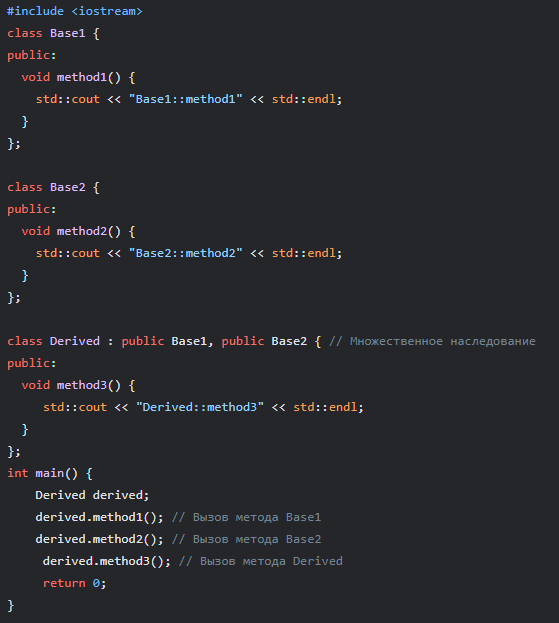 #include <iostream>
class Base1 {
public:
  void method1() {
    std::cout << "Base1::method1" << std::endl;
  }
};

class Base2 {
public:
  void method2() {
    std::cout << "Base2::method2" << std::endl;
  }
};

class Derived : public Base1, public Base2 { // Множественное наследование
public:
  void method3() {
     std::cout << "Derived::method3" << std::endl;
  }
};
int main() {
    Derived derived;
    derived.method1(); // Вызов метода Base1
    derived.method2(); // Вызов метода Base2
     derived.method3(); // Вызов метода Derived
     return 0;
}